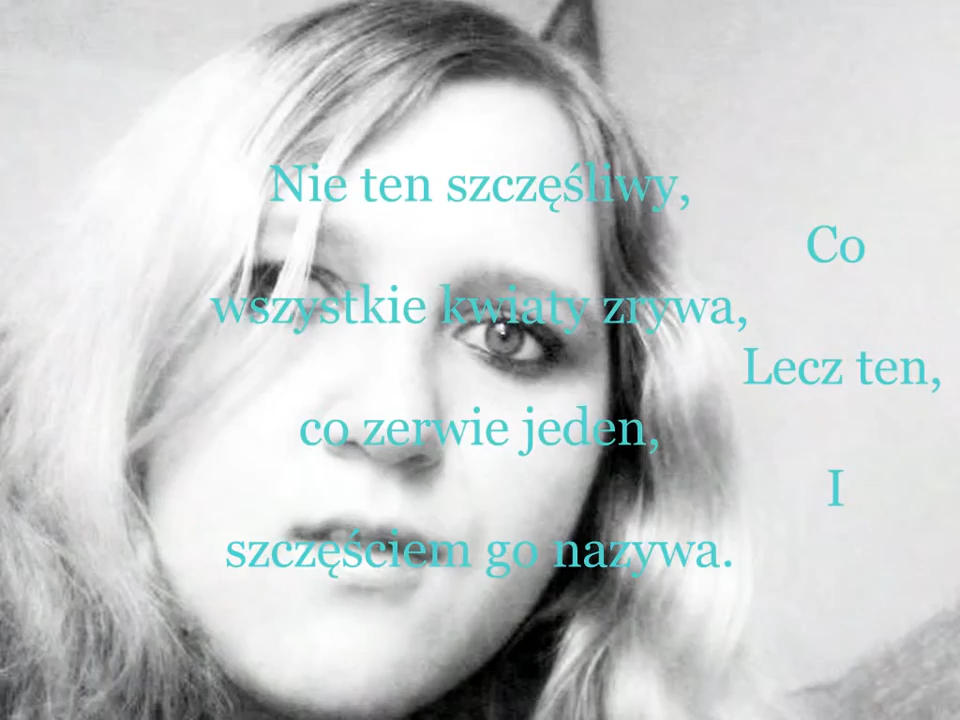 Nie ten szczęśliwy,
Co
wszystkie kwiaty zrywa,
Lecz ten,
co zerwie jeden,
I
szczęściem go nazywa.